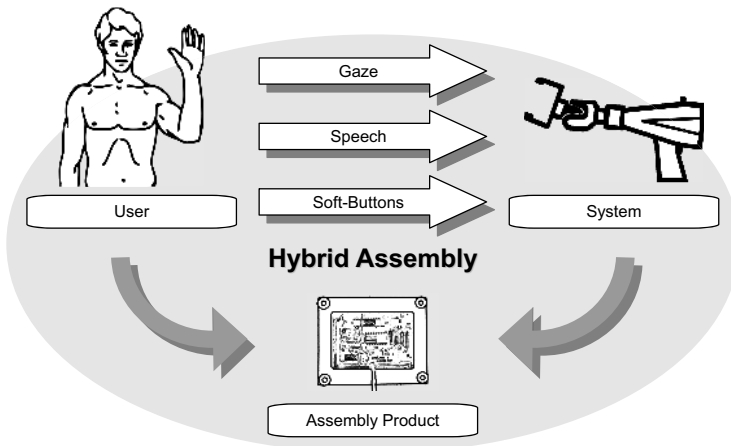 Gaze
Speech
Soft-Buttons
User
System
Hybrid Assembly
Assembly Product